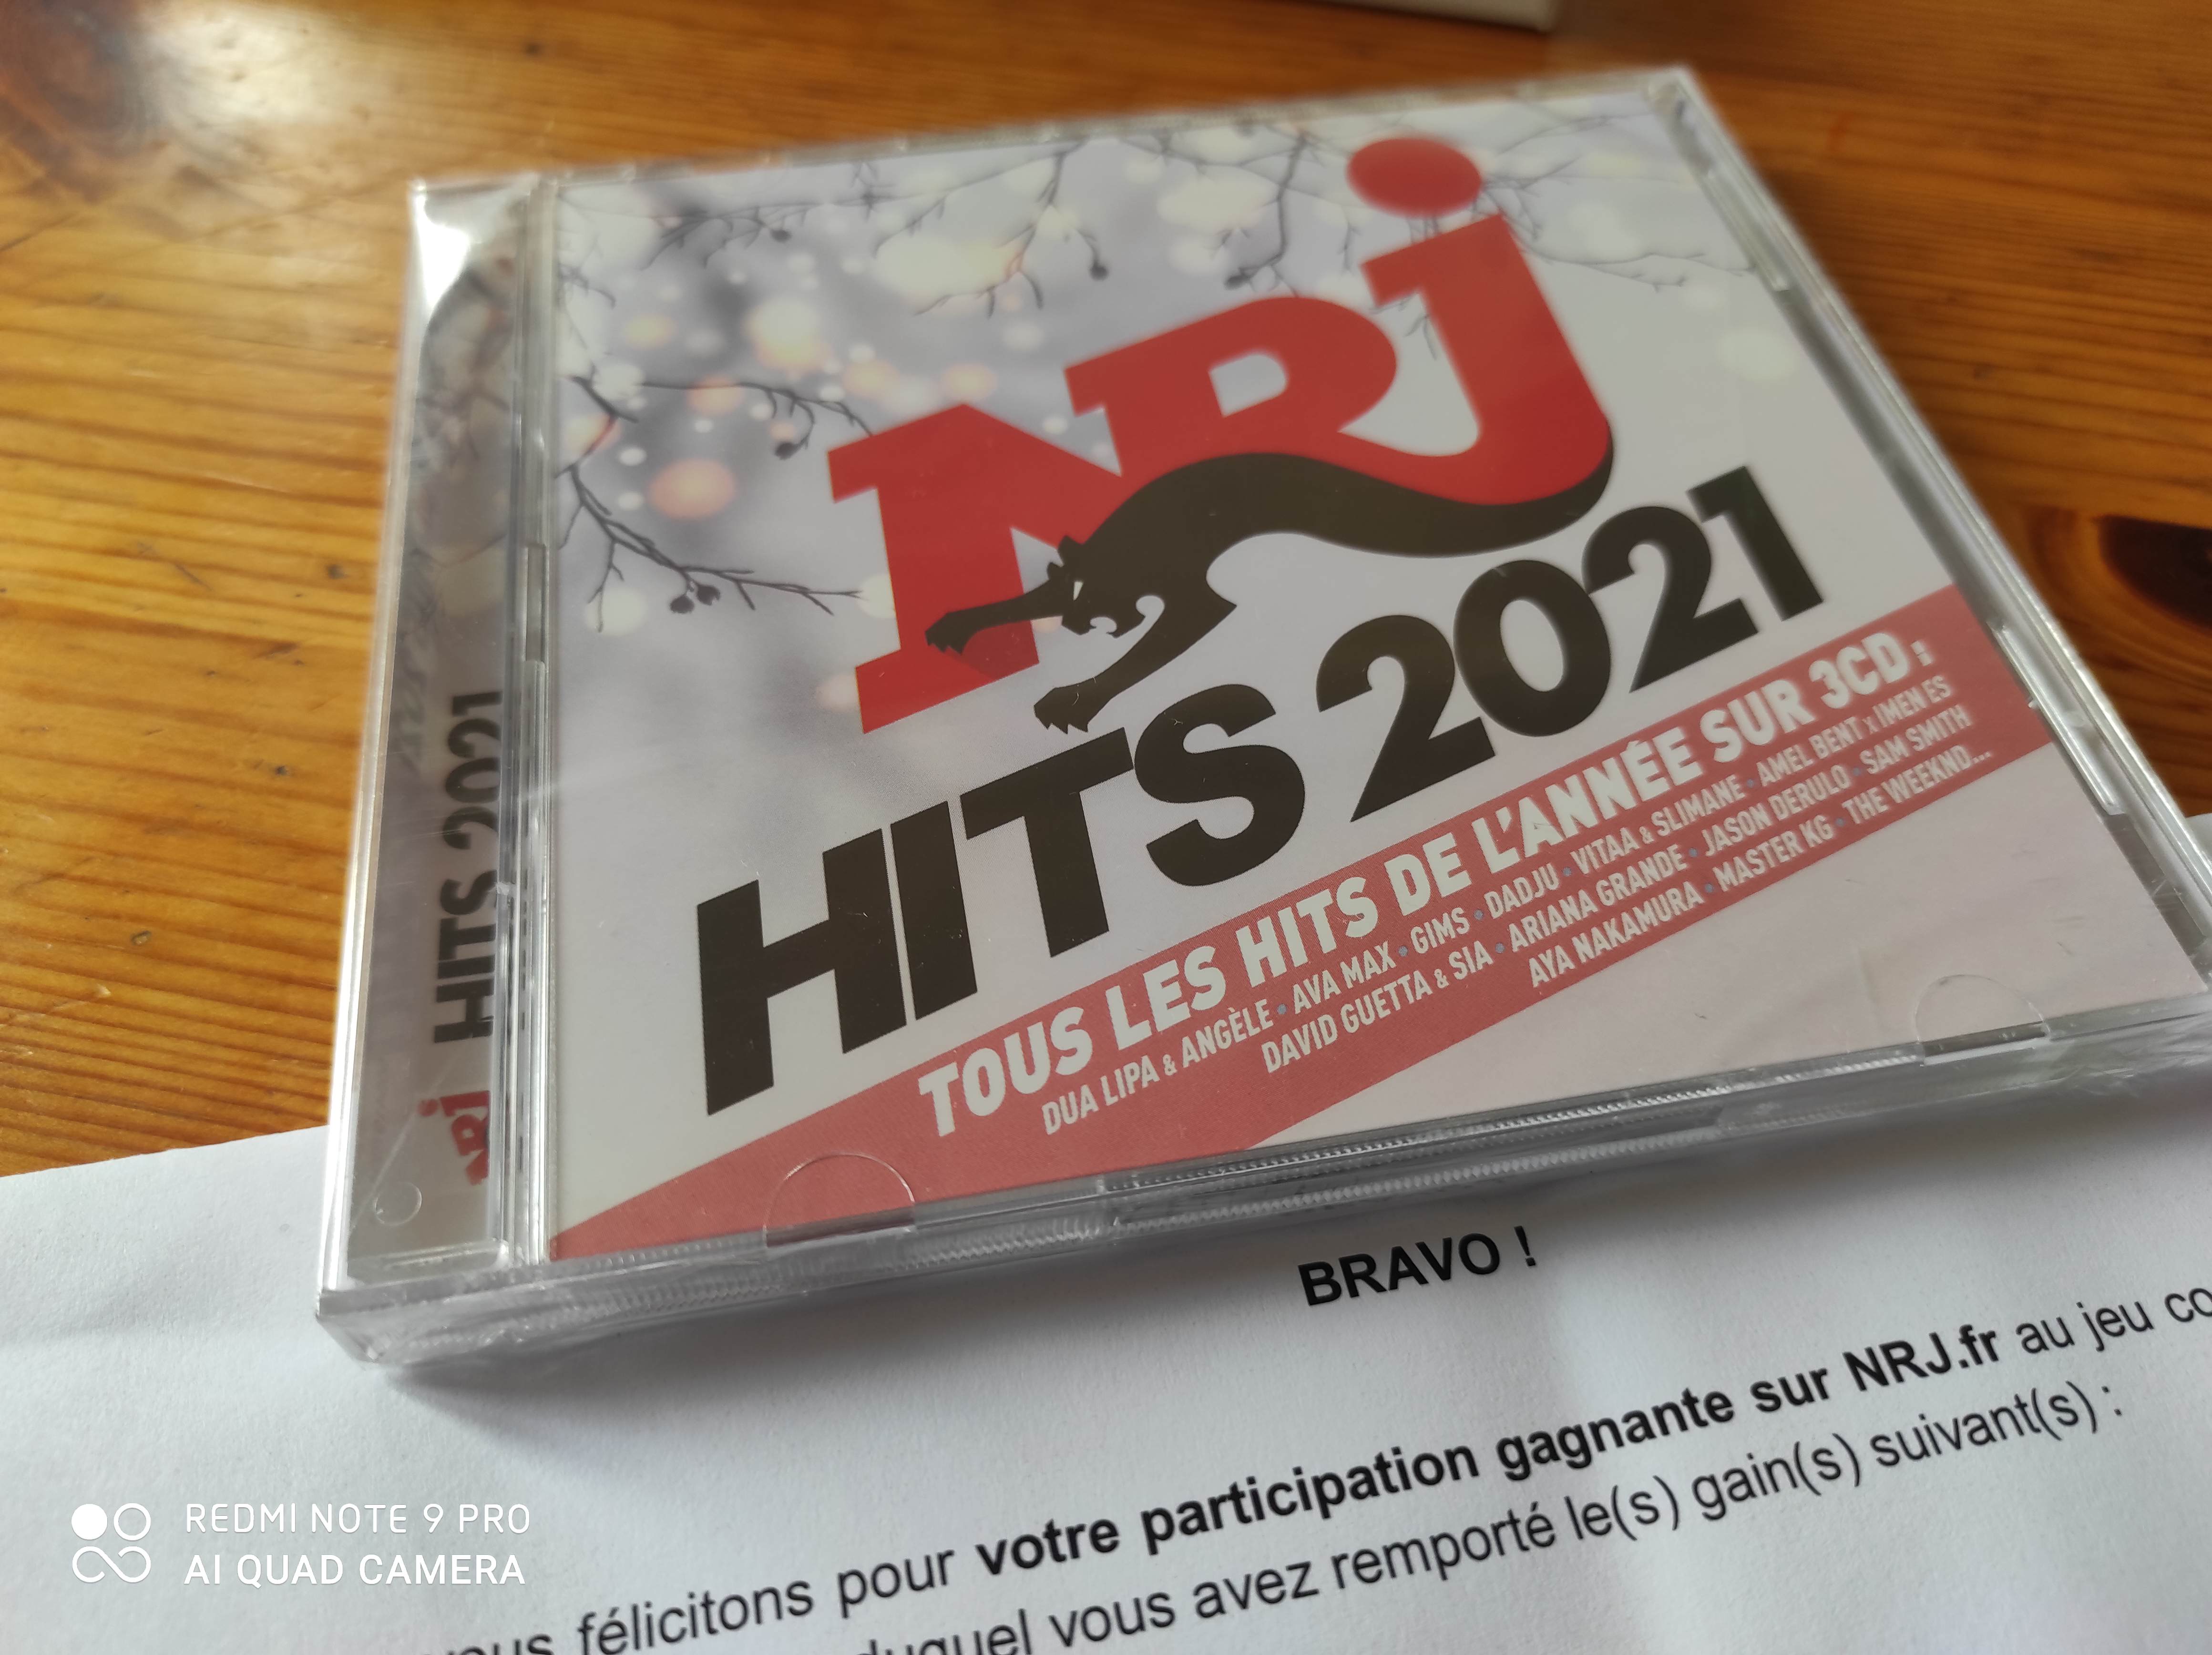 NRJ
HITS 2021
TOUS LES HITS DE L'ANNÉE SUR 3CD :
DUA LIPA & ANGÈLE • AVA MAX • GIMS • DADJU • VITAA & SLIMANE • AMEL BENT x IMEN ES
DAVID GUETTA & SIA • ARIANA GRANDE • JASON DERULO • SAM SMITH
AYA NAKAMURA • MASTER KG • THE WEEKND...
NRJ HITS 2021
BRAVO !
félicitons pour votre participation gagnante sur NRJ.fr au jeu
vous avez remporté le(s) gain(s) suivant(s) :
REDMI NOTE 9 PRO
AI QUAD CAMERA